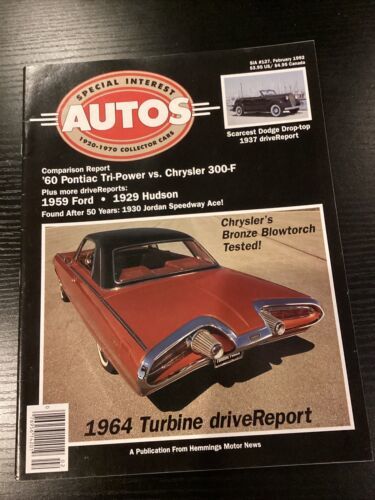 SPECIAL INTEREST
AUTOS
1920-1970 COLLECTOR CARS
SIA #127, February 1992
$3.95 US/ $4.95 Canada
Scarcest Dodge Drop-top
1937 driveReport
Comparison Report
'60 Pontiac Tri-Power vs. Chrysler 300-F
Plus more driveReports:
1959 Ford • 1929 Hudson
Found After 50 Years: 1930 Jordan Speedway Ace!
Chrysler's
Bronze Blowtorch
Tested!
1964 Turbine driveReport
A Publication From Hemmings Motor News